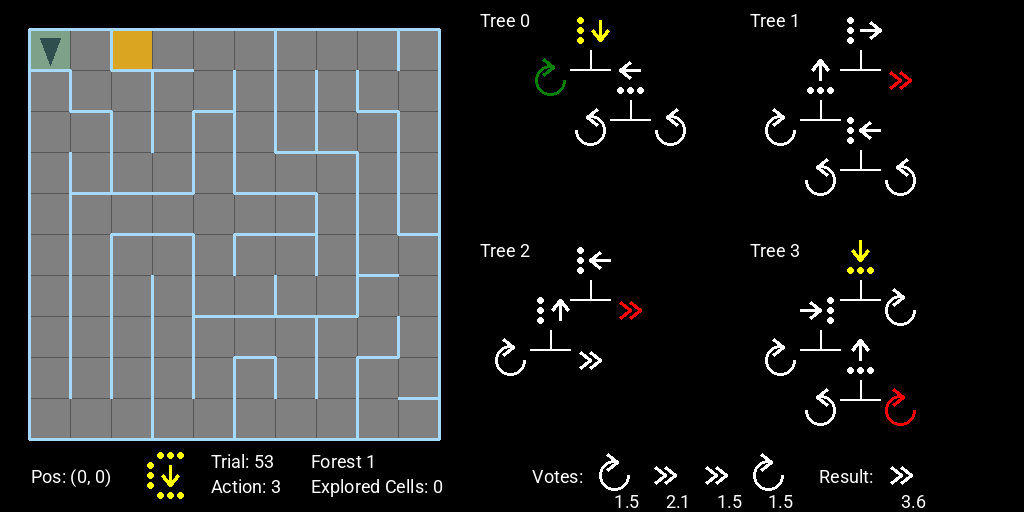 Tree 0
Tree 1
Tree 2
Tree 3
Pos: (0, 0)
Trial: 53
Forest 1
Action: 3
Explored Cells: 0
Votes:
1.5
2.1
1.5
1.5
Result:
3.6